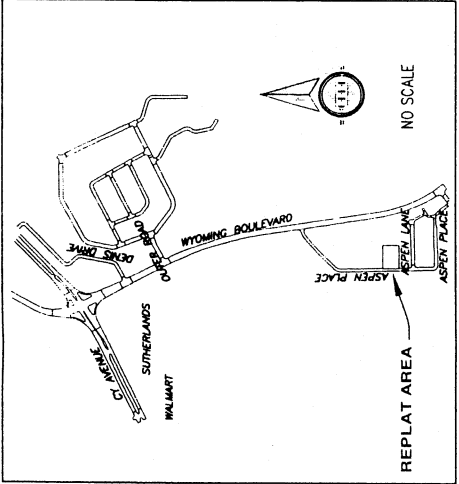 NO SCALE
DENIS DRIVE
OUTER ROAD
WYOMING BOULEVARD
CY AVENUE
SUTHERLANDS
WALMART
ASPEN PLACE
ASPEN LANE
ASPEN PLACE
REPLAT AREA